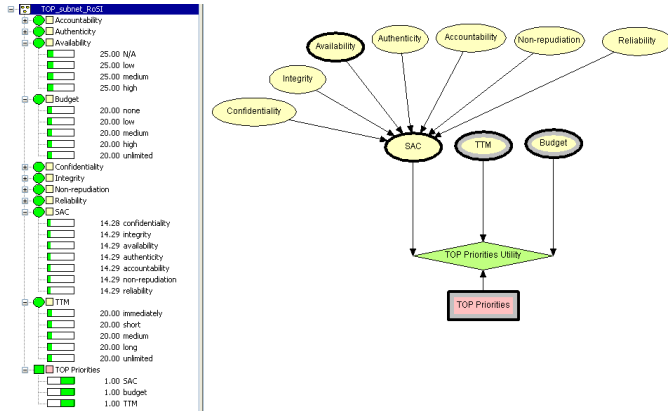 TOP_subnet_RoSI
Accountability
Authenticity
Availability
25.00 N/A
25.00 low
25.00 medium
25.00 high
Budget
20.00 none
20.00 low
20.00 medium
20.00 high
20.00 unlimited
Confidentiality
Integrity
Non-repudiation
Reliability
SAC
14.28 confidentiality
14.29 integrity
14.29 availability
14.29 authenticity
14.29 accountability
14.29 non-repudiation
14.29 reliability
TTM
20.00 immediately
20.00 short
20.00 medium
20.00 long
20.00 unlimited
TOP Priorities
1.00 SAC
1.00 budget
1.00 TTM
Availability
Authenticity
Accountability
Non-repudiation
Reliability
Integrity
Confidentiality
SAC
TTM
Budget
TOP Priorities Utility
TOP Priorities